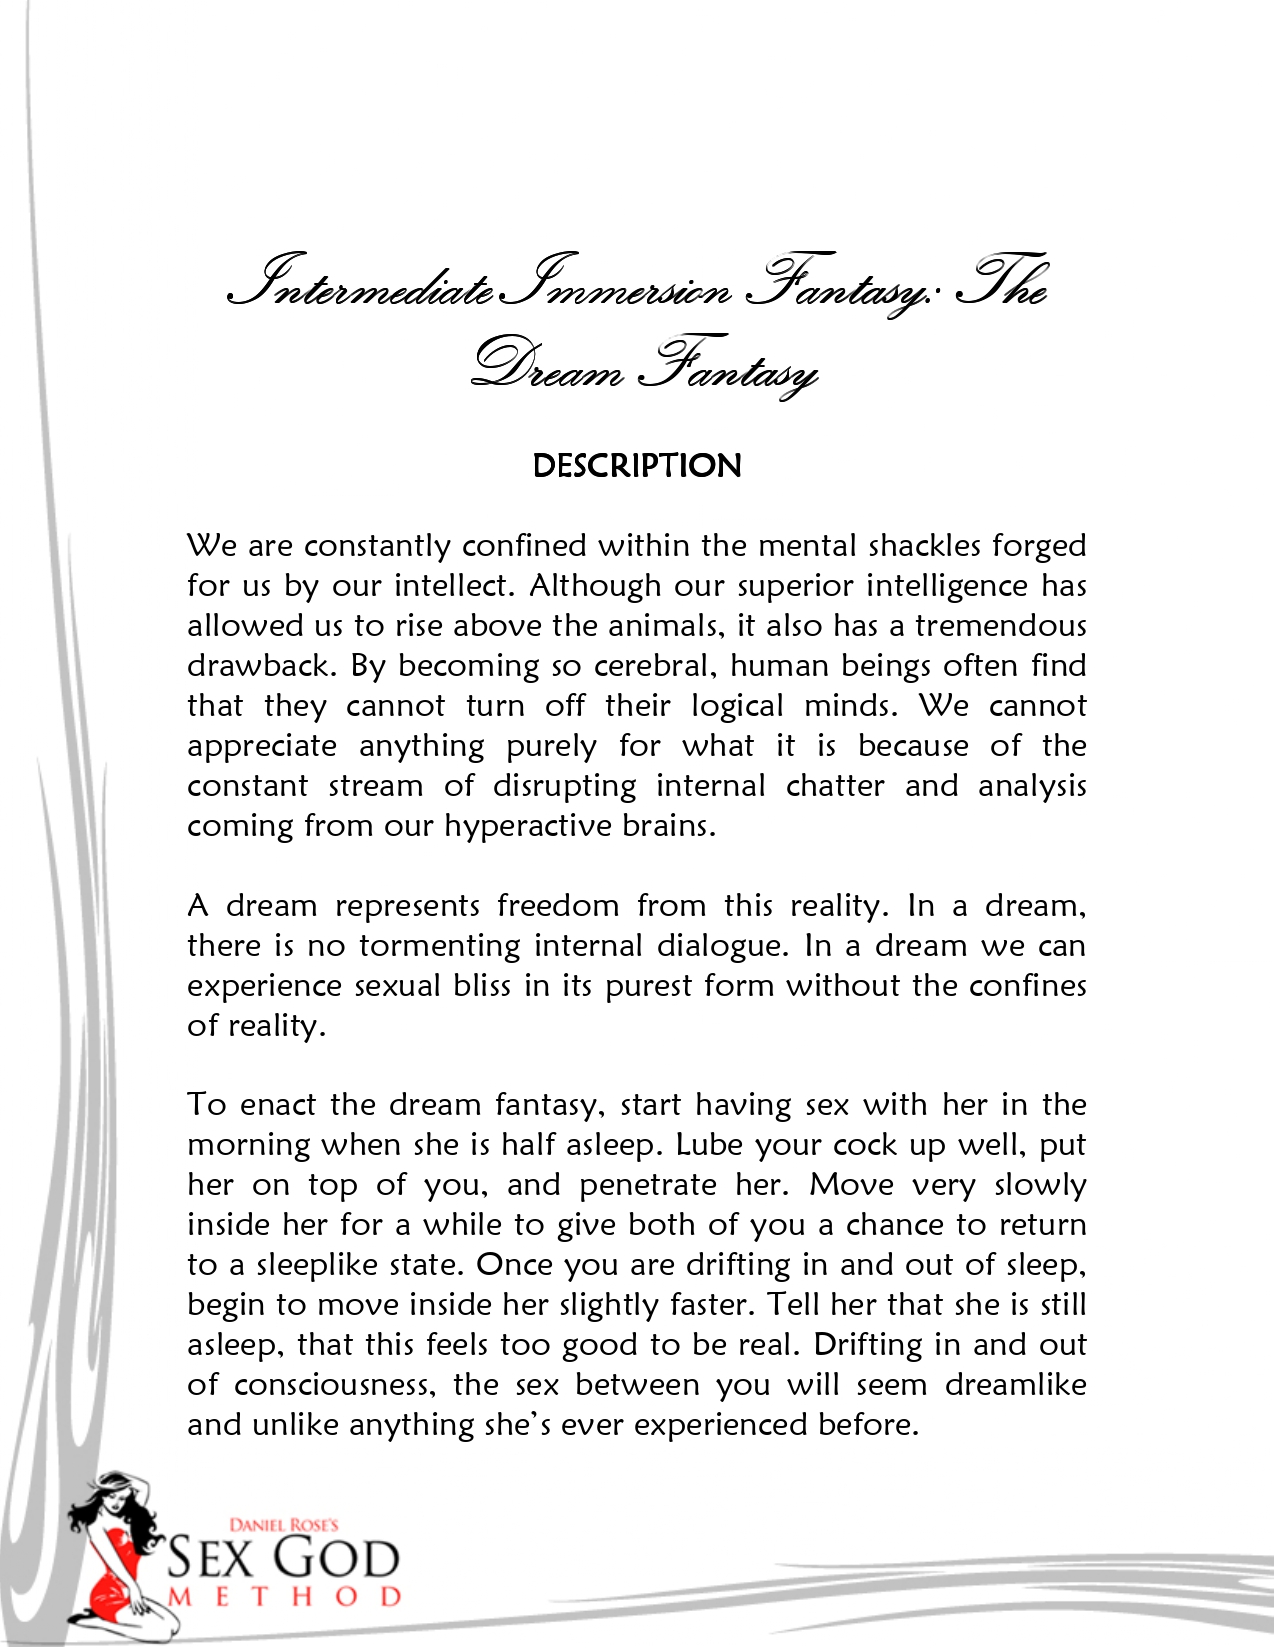 Intermediate Immersion Fantasy: The
Dream Fantasy
DESCRIPTION
We are constantly confined within the mental shackles forged
for us by our intellect. Although our superior intelligence has
allowed us to rise above the animals, it also has a tremendous
drawback. By becoming so cerebral, human beings often find
that they cannot turn off their logical minds. We cannot
appreciate anything purely for what it is because of the
constant stream of disrupting internal chatter and analysis
coming from our hyperactive brains.
A dream represents freedom from this reality. In a dream,
there is no tormenting internal dialogue. In a dream we can
experience sexual bliss in its purest form without the confines
of reality.
To enact the dream fantasy, start having sex with her in the
morning when she is half asleep. Lube your cock up well, put
her on top of you, and penetrate her. Move very slowly
inside her for a while to give both of you a chance to return
to a sleeplike state. Once you are drifting in and out of sleep,
begin to move inside her slightly faster. Tell her that she is still
asleep, that this feels too good to be real. Drifting in and out
of consciousness, the sex between you will seem dreamlike
and unlike anything she's ever experienced before.
DANIEL ROSE'S
SEX GOD
METHOD